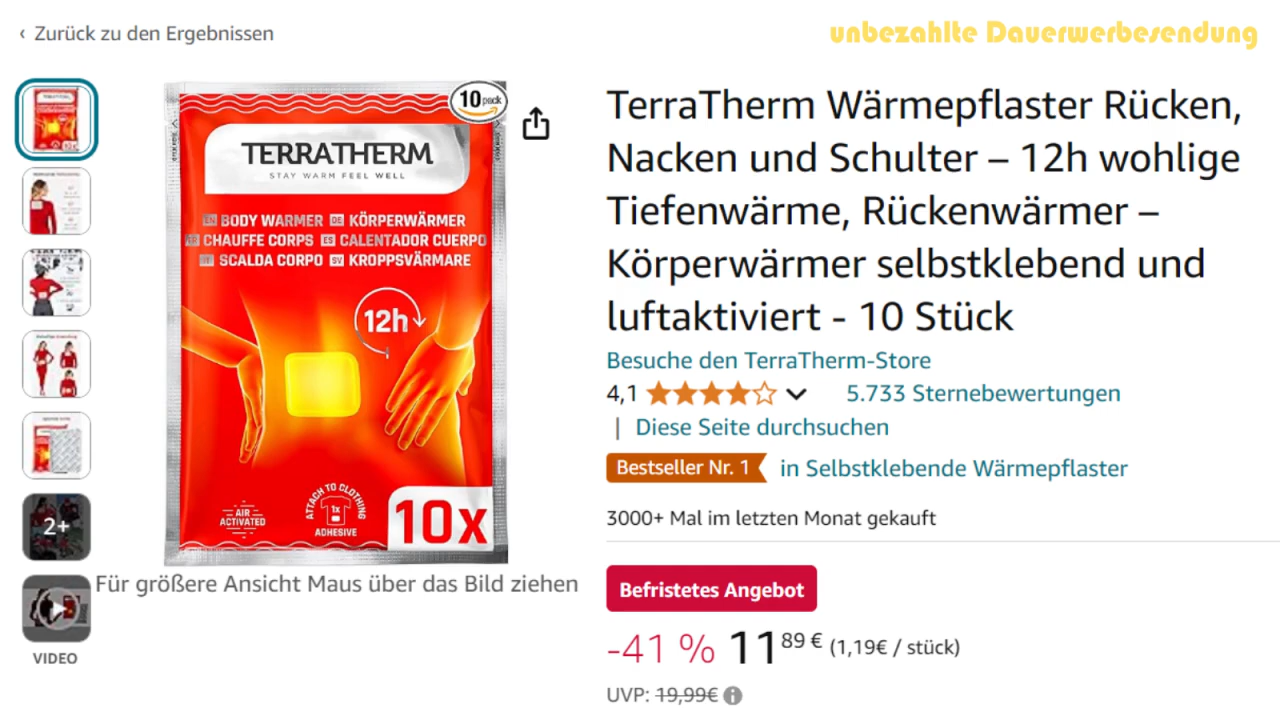 ‹ Zurück zu den Ergebnissen
unbezahlte Dauerwerbesendung
10 pack
TERRATHERM
STAY WARM FEEL WELL
EN BODY WARMER DE KÖRPERWÄRMER
CHAUFFE CORPS ES CALENTADOR CUERPO
SCALDA CORPO SV KROPPSVÄRMARE
12h
AIR
ACTIVATED
ATTACH TO CLOTHING
1x
ADHESIVE
10x
2+
Für größere Ansicht Maus über das Bild ziehen
VIDEO
TerraTherm Wärmepflaster Rücken,
Nacken und Schulter – 12h wohlige
Tiefenwärme, Rückenwärmer –
Körperwärmer selbstklebend und
luftaktiviert - 10 Stück
Besuche den TerraTherm-Store
4,1 5.733 Sternebewertungen
| Diese Seite durchsuchen
Bestseller Nr. 1 in Selbstklebende Wärmepflaster
3000+ Mal im letzten Monat gekauft
Befristetes Angebot
-41 % 11 89 € (1,19€ / stück)
UVP: 19,99€